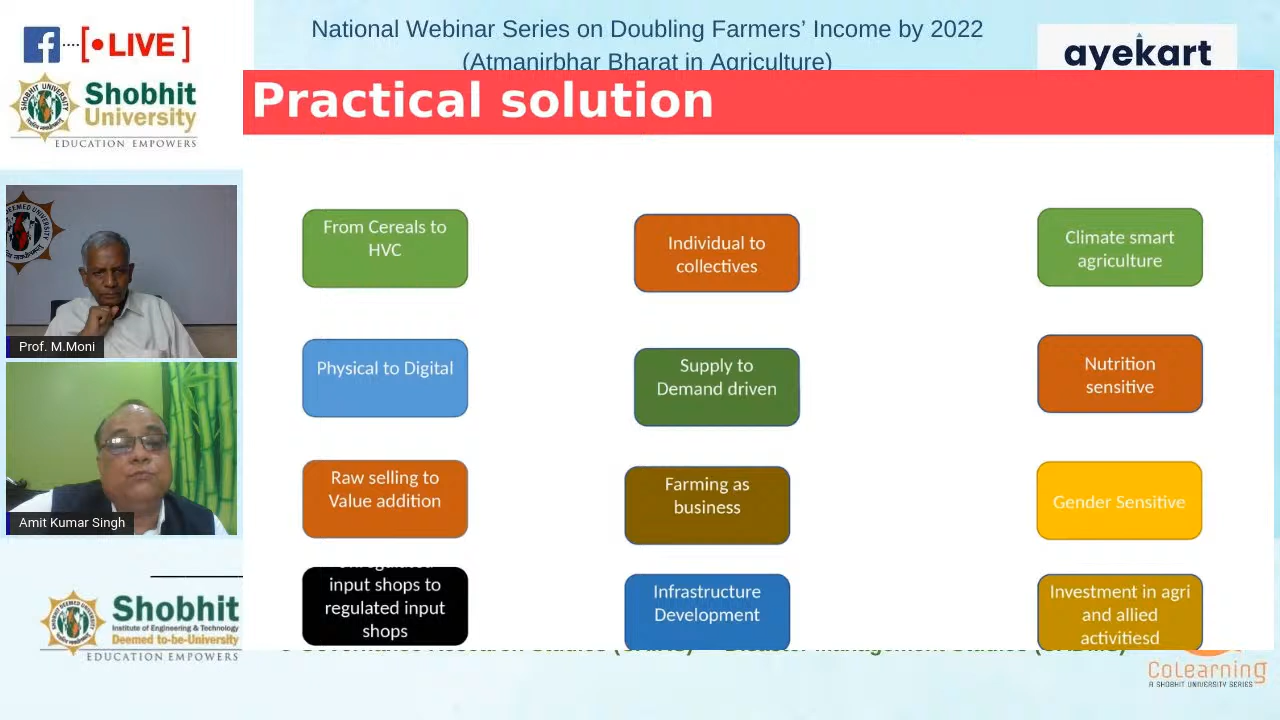 National Webinar Series on Doubling Farmers' Income by 2022
(Atmanirbhar Bharat in Agriculture)
LIVE
ayekart
Shobhit
University
EDUCATION EMPOWERS
Practical solution
From Cereals to
HVC
Individual to
collectives
Climate smart
agriculture
Physical to Digital
Supply to
Demand driven
Nutrition
sensitive
Raw selling to
Value addition
Farming as
business
Gender Sensitive
input shops to
regulated input
shops
Infrastructure
Development
Investment in agri
and allied
activitiesd
DEEMED UNIVERSITY
Prof. M.Moni
Amit Kumar Singh
Shobhit
Institute of Engineering & Technology
Deemed to-be-University
EDUCATION EMPOWERS
CoLearning
A SHOBHIT UNIVERSITY SERIES